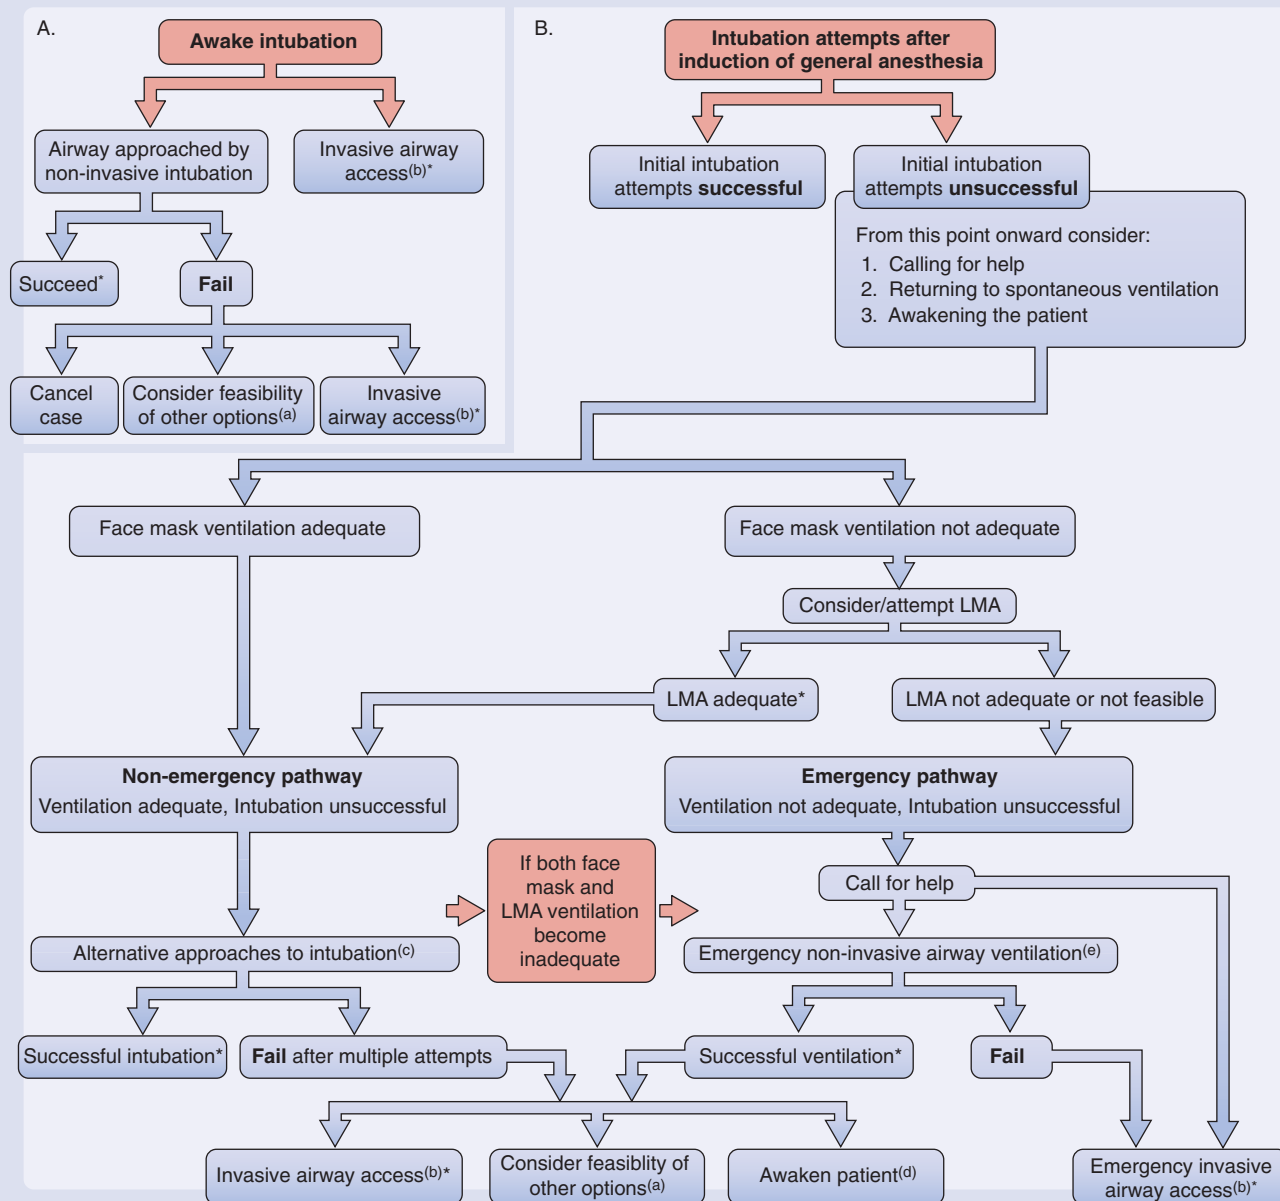 A.
Awake intubation
Airway approached by
non-invasive intubation
Invasive airway
access(b)*
Succeed*
Fail
Cancel
case
Consider feasibility
of other options(a)
Invasive
airway access(b)*
B.
Intubation attempts after
induction of general anesthesia
Initial intubation
attempts successful
Initial intubation
attempts unsuccessful
From this point onward consider:
1. Calling for help
2. Returning to spontaneous ventilation
3. Awakening the patient
Face mask ventilation adequate
Face mask ventilation not adequate
Consider/attempt LMA
LMA adequate*
LMA not adequate or not feasible
Non-emergency pathway
Ventilation adequate, Intubation unsuccessful
Emergency pathway
Ventilation not adequate, Intubation unsuccessful
If both face
mask and
LMA ventilation
become
inadequate
Call for help
Alternative approaches to intubation(c)
Emergency non-invasive airway ventilation(e)
Successful intubation*
Fail after multiple attempts
Successful ventilation*
Fail
Invasive airway access(b)*
Consider feasiblity of
other options(a)
Awaken patient(d)
Emergency invasive
airway access(b)*